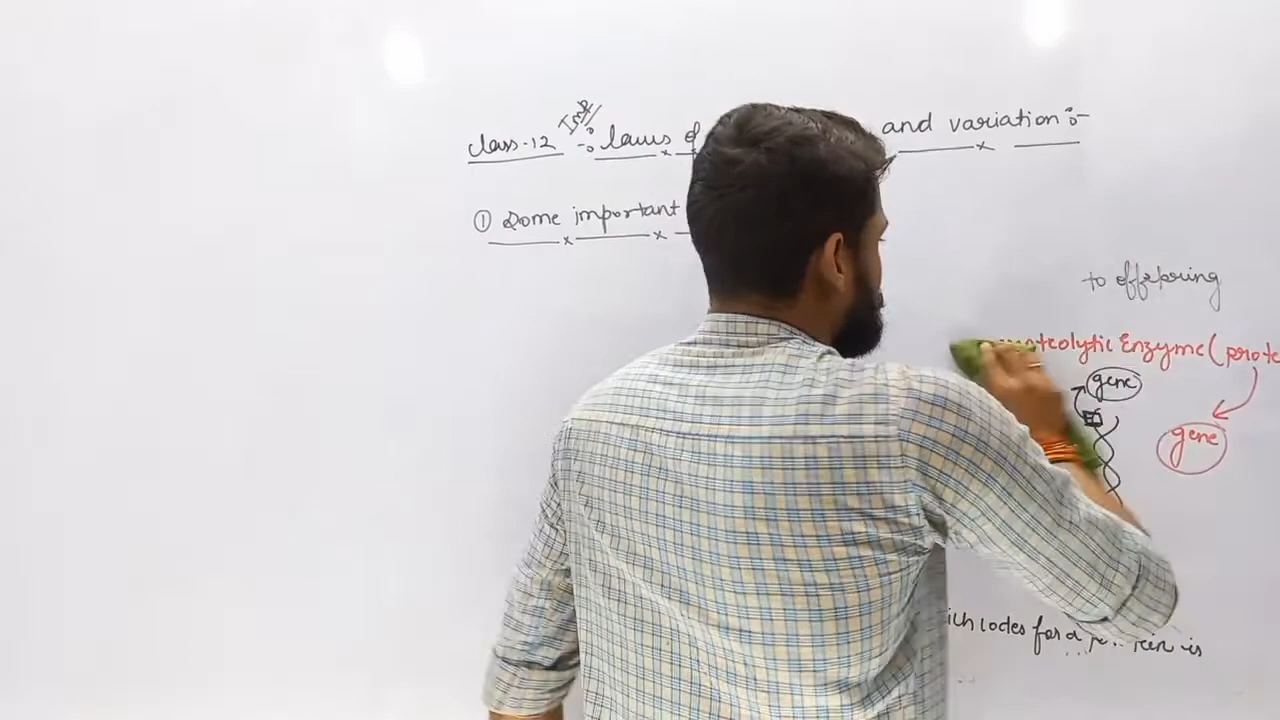 Class-12 Imp :- laws of and variation :-
① Some important
to offspring
proteolytic Enzyme (prote
gene
gene
ich codes for a protein is